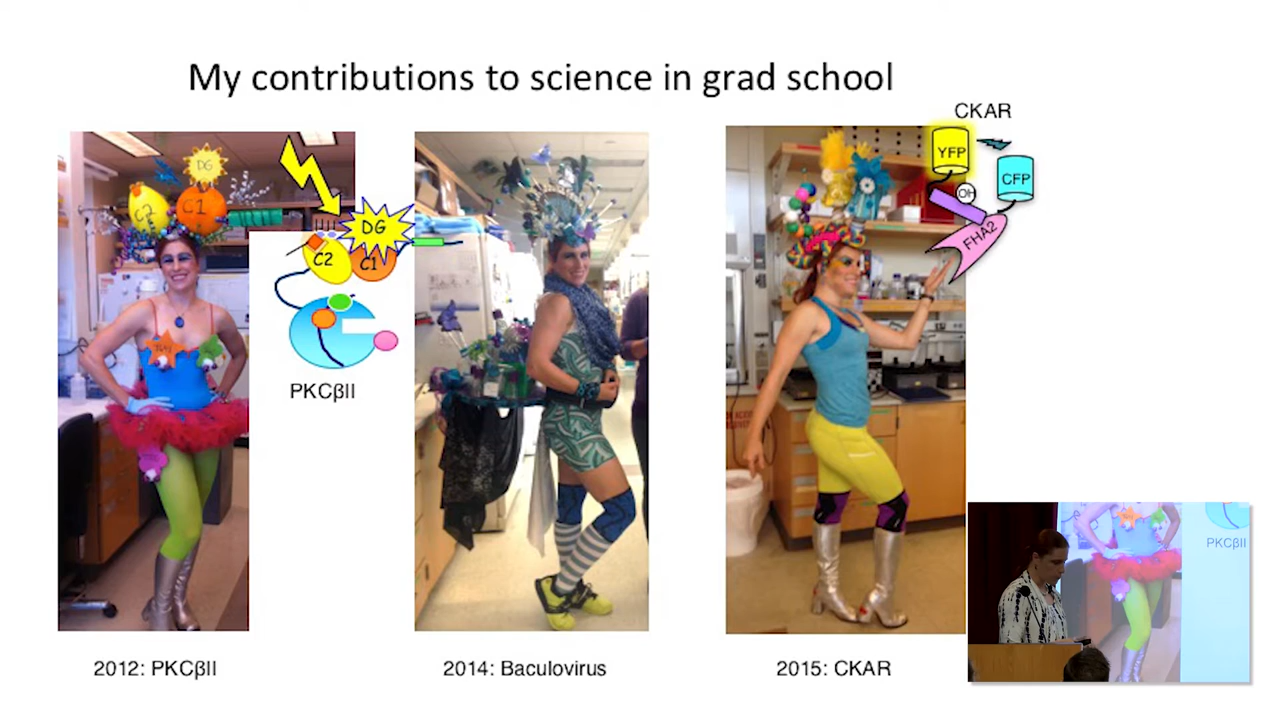 My contributions to science in grad school
CKAR
YFP
CFP
OH
FHA2
DG
C2
C1
DG
C2
C1
PKCβII
PKCβII
2012: PKCβII
2014: Baculovirus
2015: CKAR